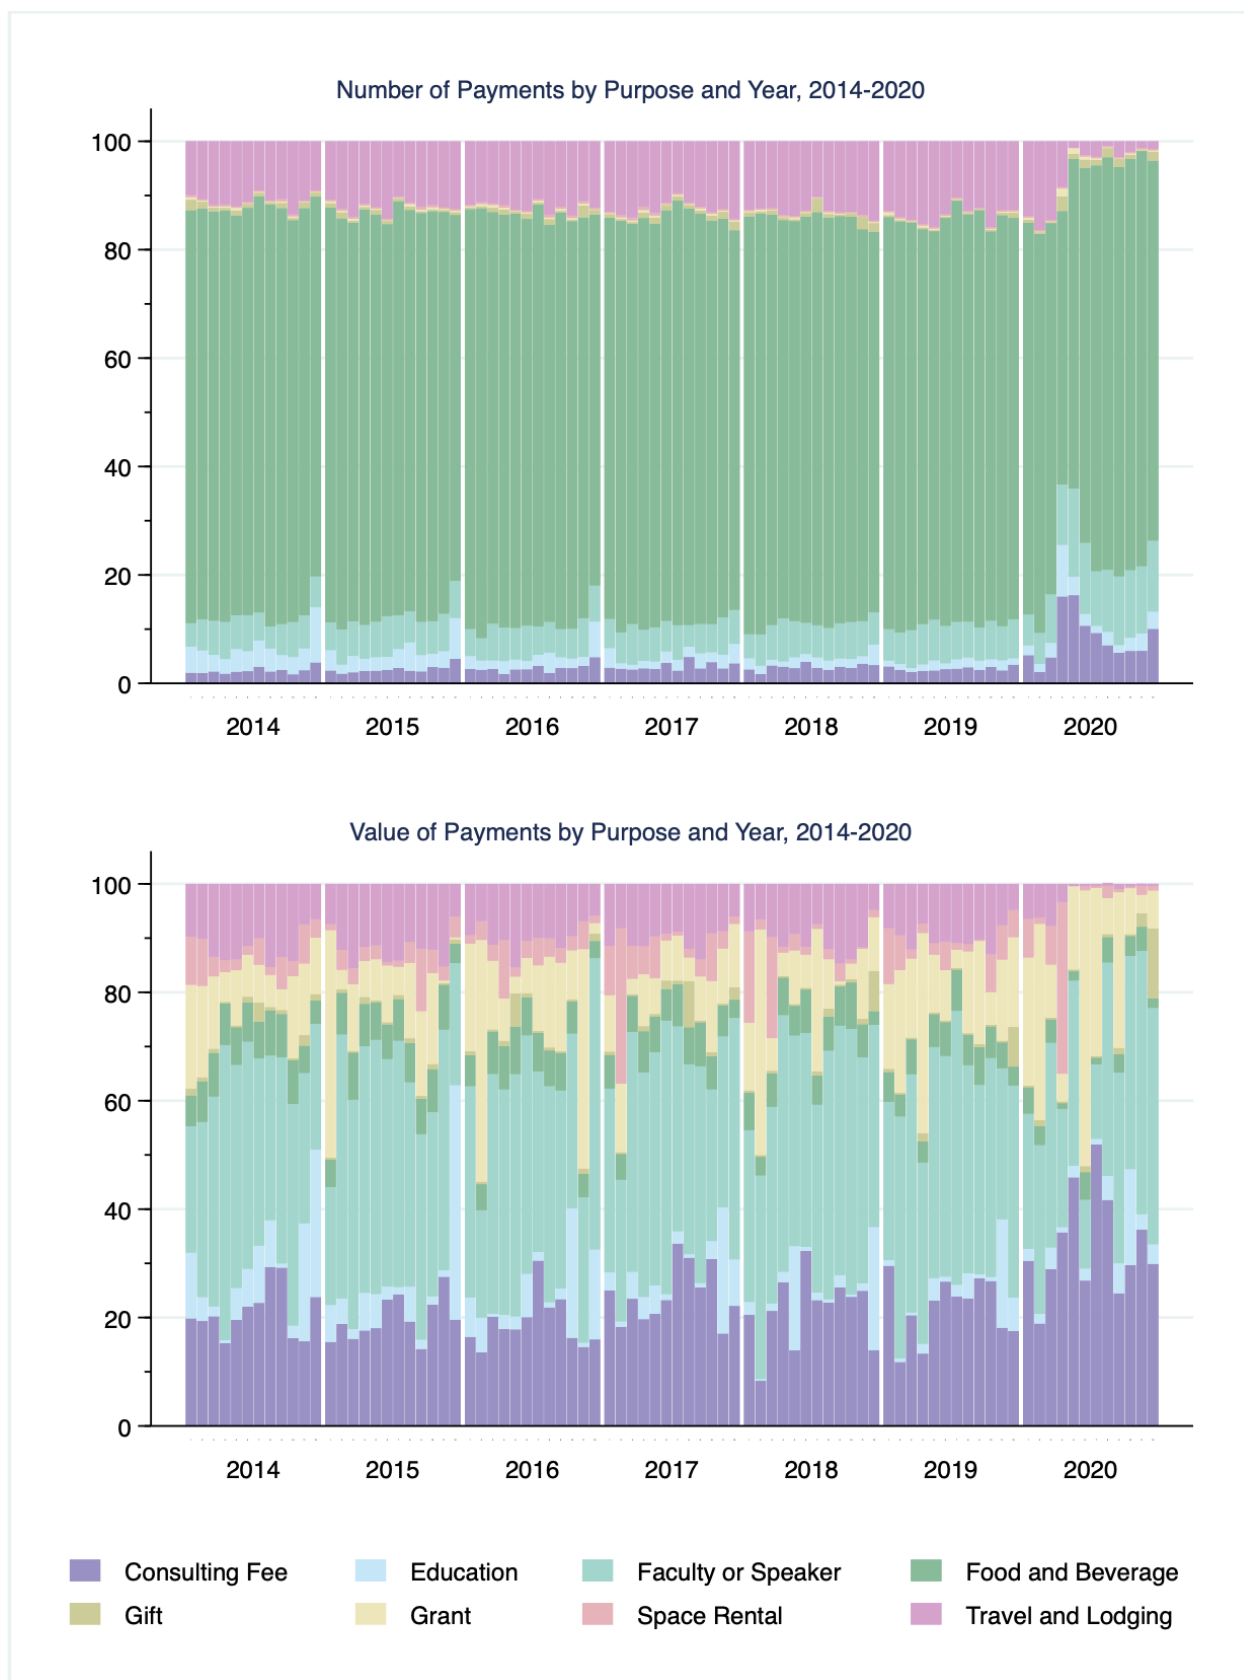 Number of Payments by Purpose and Year, 2014-2020
100
80
60
40
20
0
2014 2015 2016 2017 2018 2019 2020
Value of Payments by Purpose and Year, 2014-2020
100
80
60
40
20
0
2014 2015 2016 2017 2018 2019 2020
Consulting Fee Education Faculty or Speaker Food and Beverage
Gift Grant Space Rental Travel and Lodging